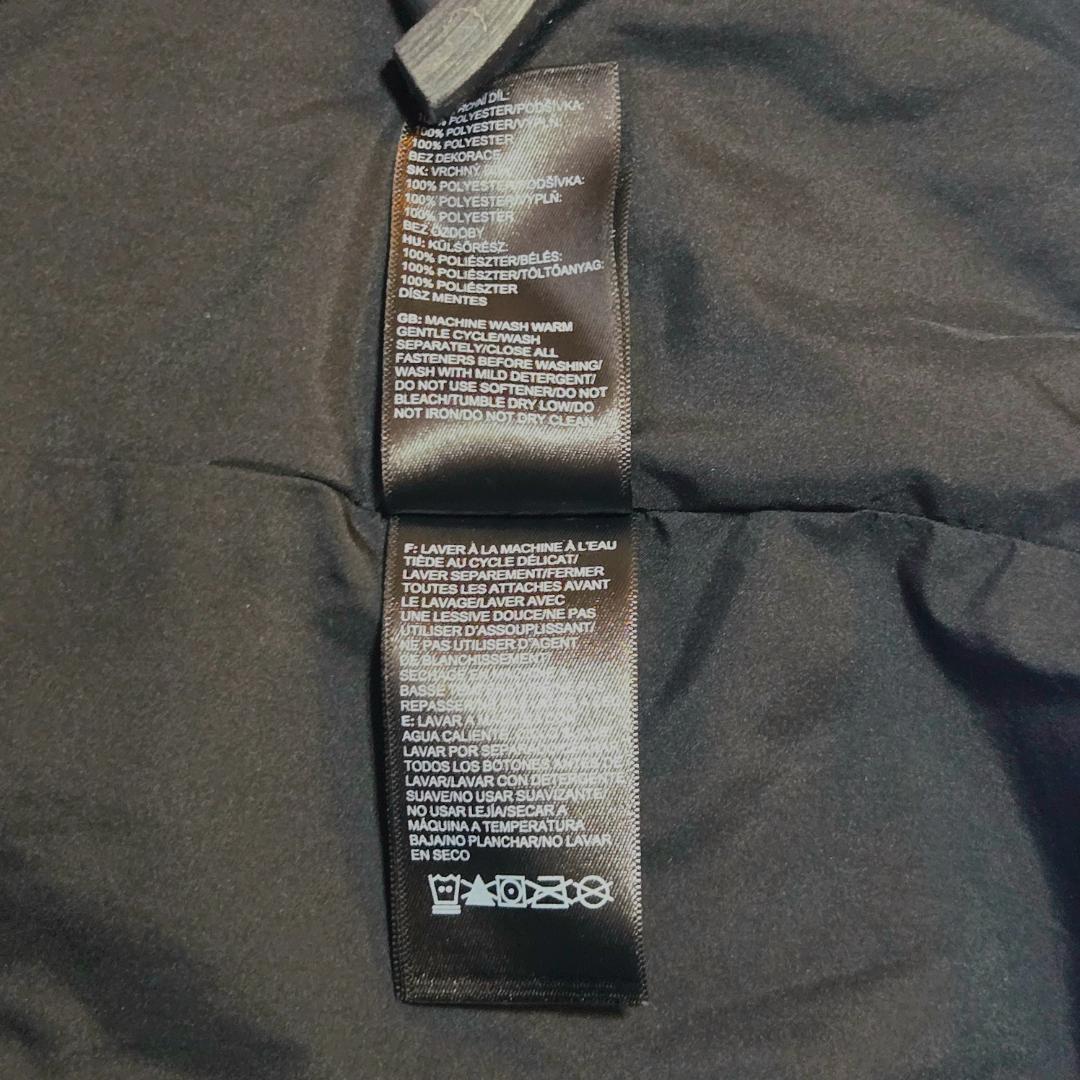 DÍL:
POLYESTER/PODŠÍVKA:
100% POLYESTER/VÝPLŇ:
100% POLYESTER
BEZ DEKORACE
SK: VRCHNÝ
100% POLYESTER/PODŠÍVKA:
100% POLYESTER/VÝPLŇ:
100% POLYESTER
BEZ OZDOBY
HU: KÜLSŐRÉSZ:
100% POLIÉSZTER/BÉLÉS:
100% POLIÉSZTER/TÖLTŐANYAG:
100% POLIÉSZTER
DÍSZ MENTES
GB: MACHINE WASH WARM
GENTLE CYCLE/WASH
SEPARATELY/CLOSE ALL
FASTENERS BEFORE WASHING/
WASH WITH MILD DETERGENT/
DO NOT USE SOFTENER/DO NOT
BLEACH/TUMBLE DRY LOW/DO
NOT IRON/DO NOT DRY CLEAN
F: LAVER À LA MACHINE À L'EAU
TIÈDE AU CYCLE DÉLICAT/
LAVER SEPAREMENT/FERMER
TOUTES LES ATTACHES AVANT
LE LAVAGE/LAVER AVEC
UNE LESSIVE DOUCE/NE PAS
UTILISER D'ASSOUPLISSANT/
NE PAS UTILISER D'AGENT
DE BLANCHISSEMENT
SECHAGE
BASSE
E: LAVAR A
AGUA CALIENTE
LAVAR POR
TODOS LOS BOTONES
LAVAR/LAVAR CON DETERGENTE
SUAVE/NO USAR SUAVIZANTE/
NO USAR LEJÍA/SECAR A
MÁQUINA A TEMPERATURA
BAJA/NO PLANCHAR/NO LAVAR
EN SECO